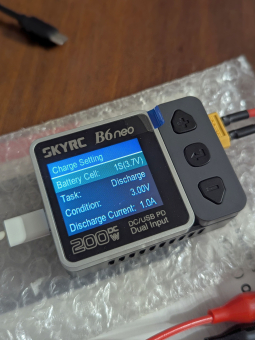 SKYRC B6neo
Charge Setting
Battery Cell: 1S(3.7V)
Task: Discharge
Condition: 3.00V
Discharge Current: 1.0A
200W DC
DC/USB PD
Dual Input